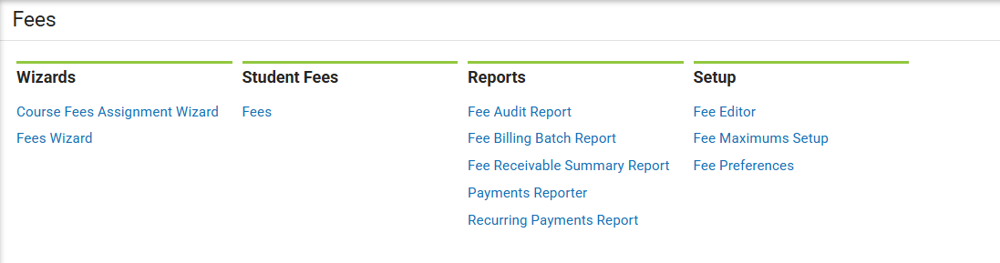 Fees
Wizards
Course Fees Assignment Wizard
Fees Wizard
Student Fees
Fees
Reports
Fee Audit Report
Fee Billing Batch Report
Fee Receivable Summary Report
Payments Reporter
Recurring Payments Report
Setup
Fee Editor
Fee Maximums Setup
Fee Preferences